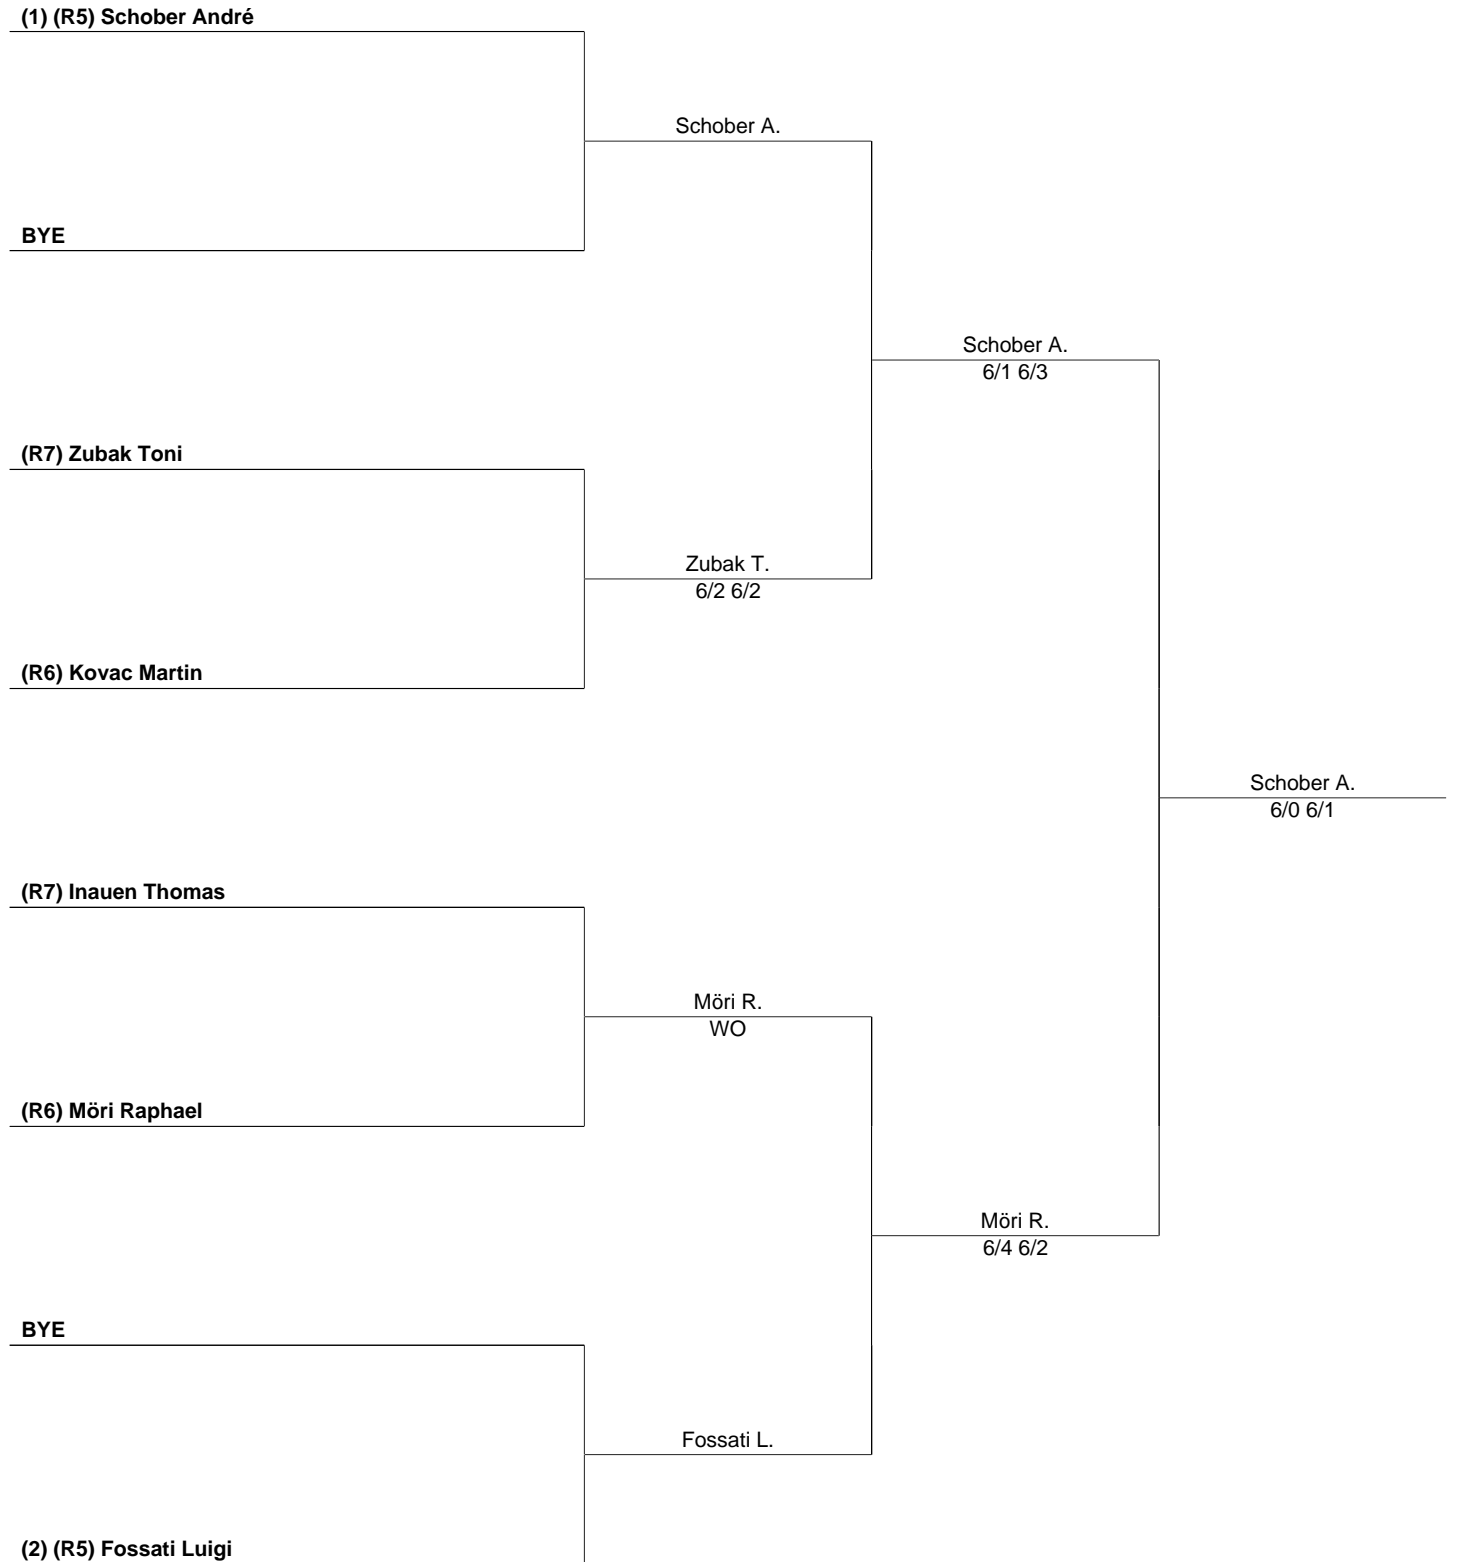 (1) (R5) Schober André
Schober A.
BYE
Schober A.
6/1 6/3
(R7) Zubak Toni
Zubak T.
6/2 6/2
(R6) Kovac Martin
Schober A.
6/0 6/1
(R7) Inauen Thomas
Möri R.
WO
(R6) Möri Raphael
Möri R.
6/4 6/2
BYE
Fossati L.
(2) (R5) Fossati Luigi